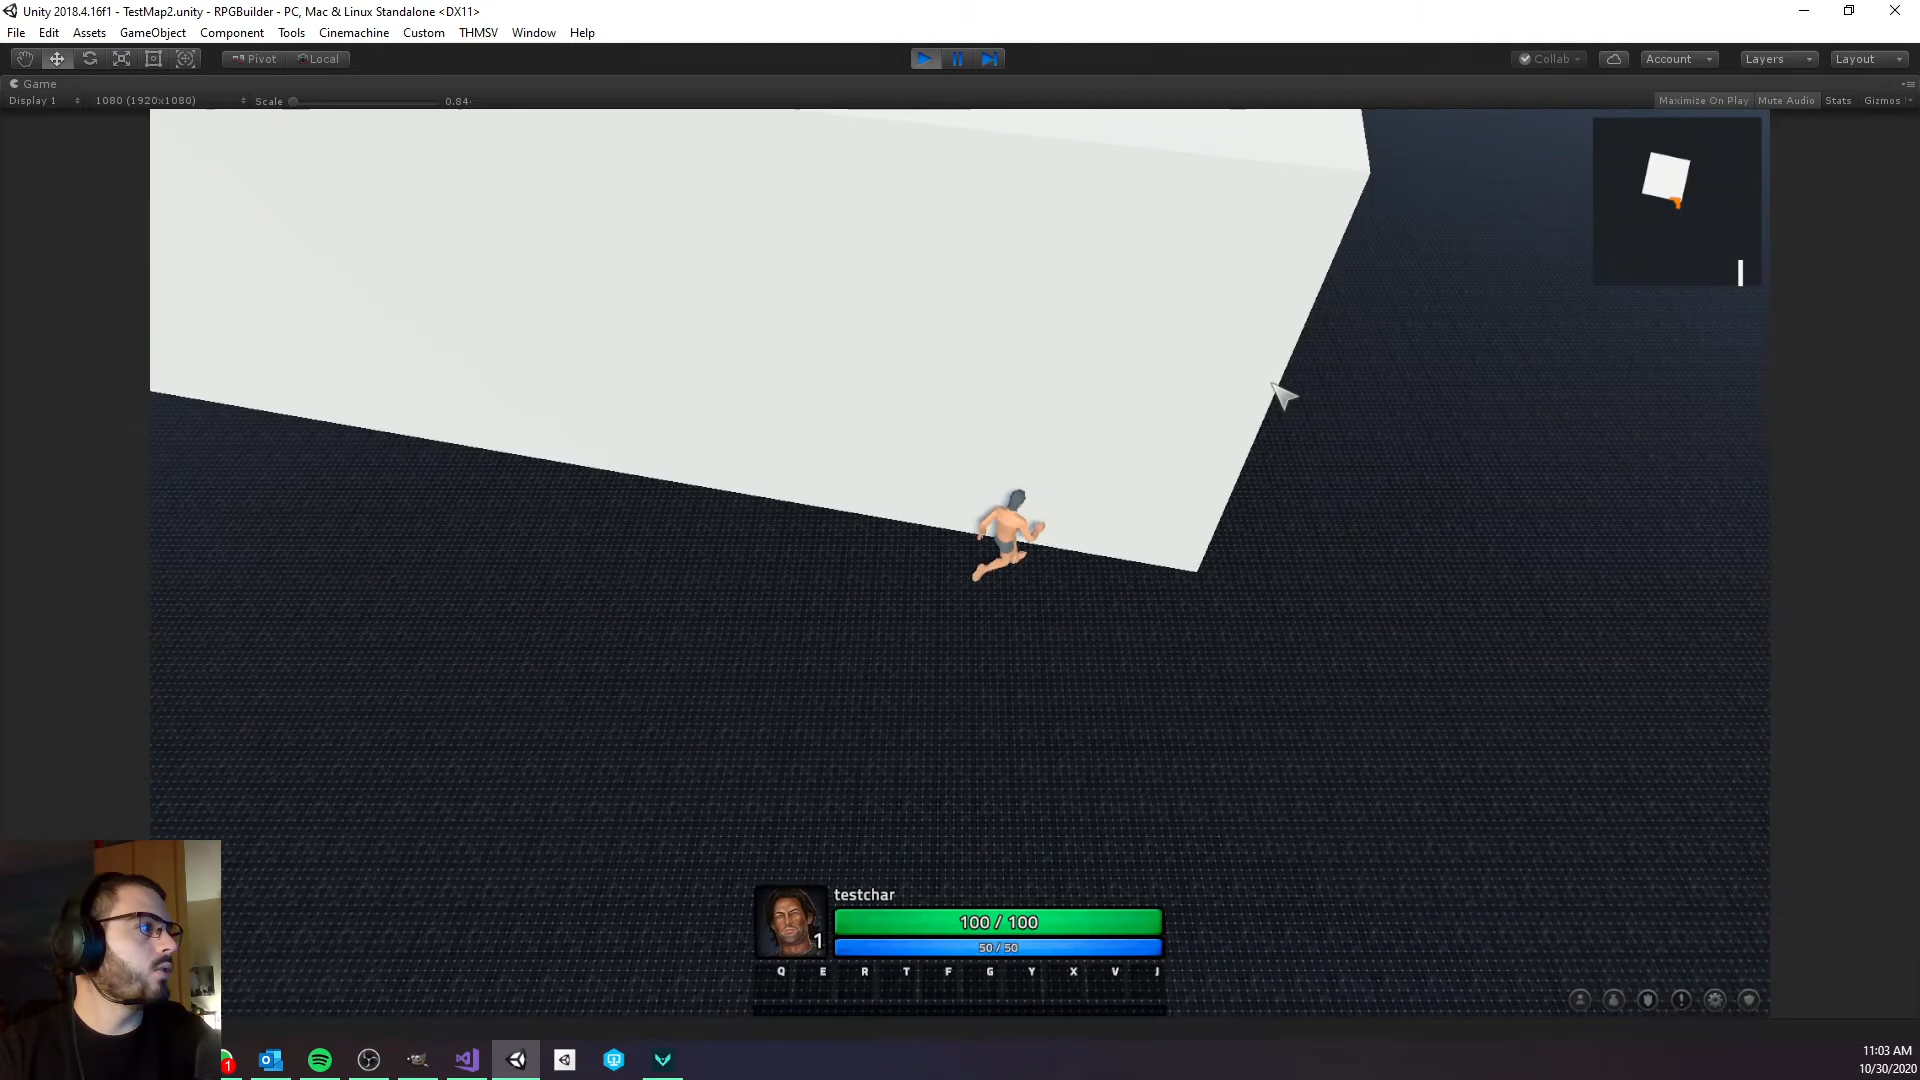 Unity 2018.4.16f1 - TestMap2.unity - RPGBuilder - PC, Mac & Linux Standalone <DX11>
File Edit Assets GameObject Component Tools Cinemachine Custom THMSV Window Help
Pivot Local Collab Account Layers Layout
Game
Display 1 1080 (1920x1080) Scale 0.84 Maximize On Play Mute Audio Stats Gizmos
testchar
100 / 100
1
50 / 50
Q E R T F G Y X V J
1
11:03 AM
10/30/2020